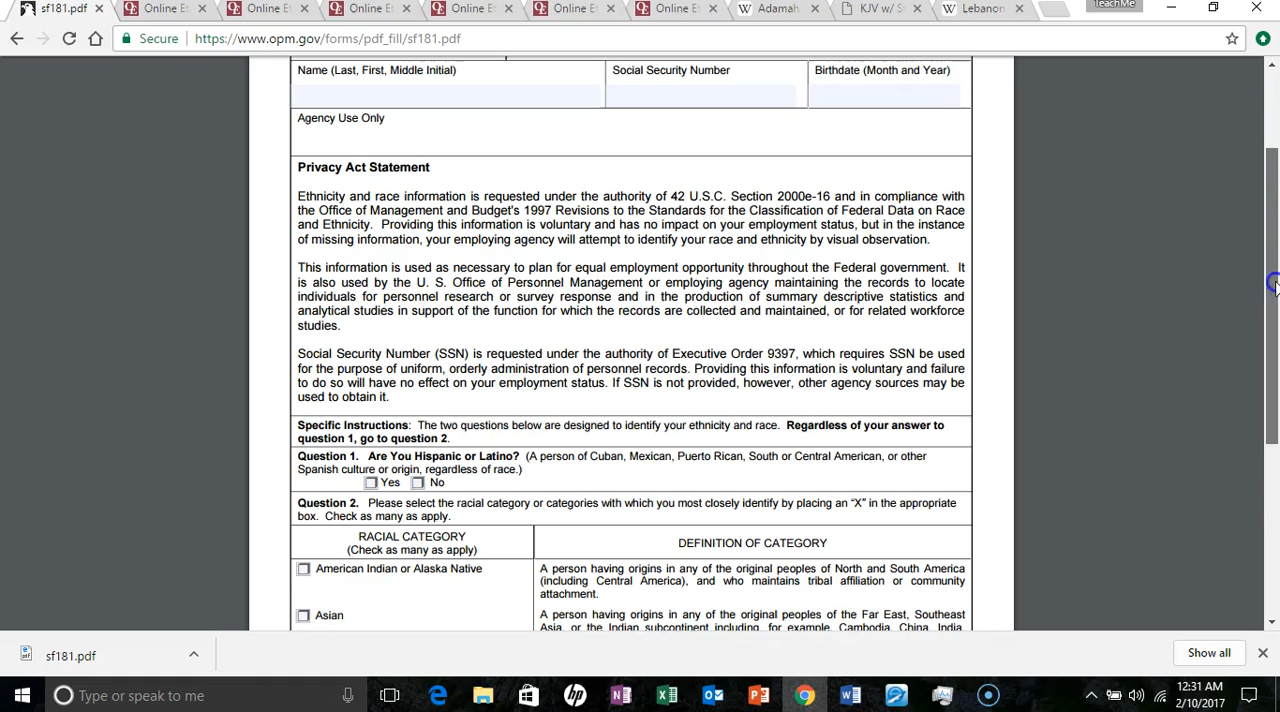 sf181.pdf
Online Et
Online Et
Online Et
Online Et
Online Et
Online Et
Adamah
KJV w/ St
Lebanon
TeachMe
Secure https://www.opm.gov/forms/pdf_fill/sf181.pdf
Name (Last, First, Middle Initial)
Social Security Number
Birthdate (Month and Year)
Agency Use Only
Privacy Act Statement
Ethnicity and race information is requested under the authority of 42 U.S.C. Section 2000e-16 and in compliance with
the Office of Management and Budget's 1997 Revisions to the Standards for the Classification of Federal Data on Race
and Ethnicity. Providing this information is voluntary and has no impact on your employment status, but in the instance
of missing information, your employing agency will attempt to identify your race and ethnicity by visual observation.
This information is used as necessary to plan for equal employment opportunity throughout the Federal government. It
is also used by the U. S. Office of Personnel Management or employing agency maintaining the records to locate
individuals for personnel research or survey response and in the production of summary descriptive statistics and
analytical studies in support of the function for which the records are collected and maintained, or for related workforce
studies.
Social Security Number (SSN) is requested under the authority of Executive Order 9397, which requires SSN be used
for the purpose of uniform, orderly administration of personnel records. Providing this information is voluntary and failure
to do so will have no effect on your employment status. If SSN is not provided, however, other agency sources may be
used to obtain it.
Specific Instructions: The two questions below are designed to identify your ethnicity and race. Regardless of your answer to
question 1, go to question 2.
Question 1. Are You Hispanic or Latino? (A person of Cuban, Mexican, Puerto Rican, South or Central American, or other
Spanish culture or origin, regardless of race.)
Yes No
Question 2. Please select the racial category or categories with which you most closely identify by placing an “X” in the appropriate
box. Check as many as apply.
RACIAL CATEGORY
(Check as many as apply)
DEFINITION OF CATEGORY
American Indian or Alaska Native
A person having origins in any of the original peoples of North and South America
(including Central America), and who maintains tribal affiliation or community
attachment.
Asian
A person having origins in any of the original peoples of the Far East, Southeast
Asia, or the Indian subcontinent including, for example, Cambodia, China, India,
sf181.pdf
Show all
Type or speak to me
12:31 AM
2/10/2017